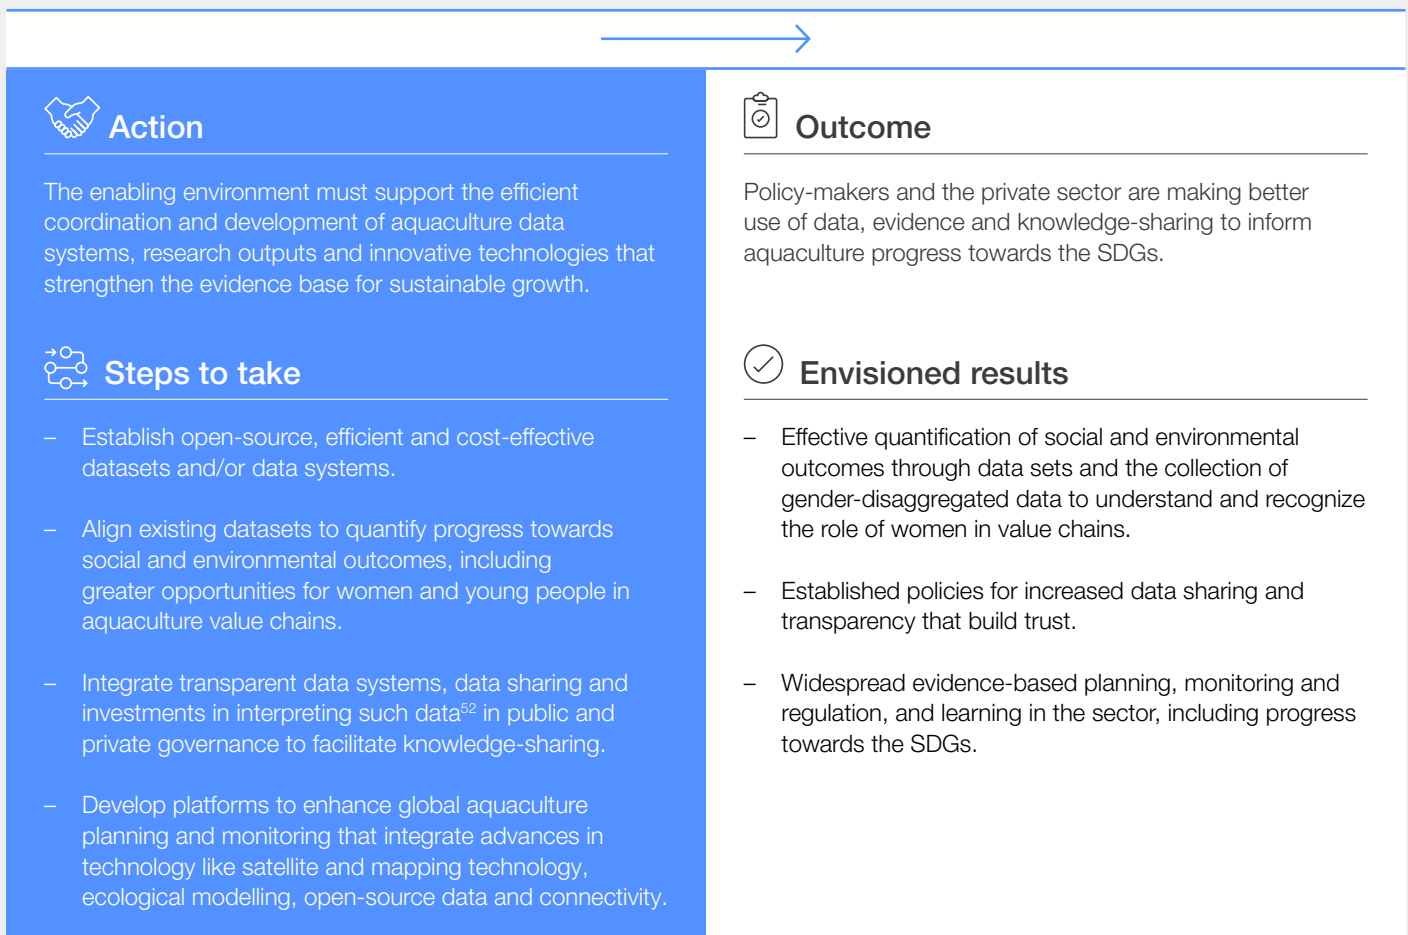 Action
The enabling environment must support the efficient
coordination and development of aquaculture data
systems, research outputs and innovative technologies that
strengthen the evidence base for sustainable growth.
Steps to take
– Establish open-source, efficient and cost-effective
datasets and/or data systems.
– Align existing datasets to quantify progress towards
social and environmental outcomes, including
greater opportunities for women and young people in
aquaculture value chains.
– Integrate transparent data systems, data sharing and
investments in interpreting such data52 in public and
private governance to facilitate knowledge-sharing.
– Develop platforms to enhance global aquaculture
planning and monitoring that integrate advances in
technology like satellite and mapping technology,
ecological modelling, open-source data and connectivity.
Outcome
Policy-makers and the private sector are making better
use of data, evidence and knowledge-sharing to inform
aquaculture progress towards the SDGs.
Envisioned results
– Effective quantification of social and environmental
outcomes through data sets and the collection of
gender-disaggregated data to understand and recognize
the role of women in value chains.
– Established policies for increased data sharing and
transparency that build trust.
– Widespread evidence-based planning, monitoring and
regulation, and learning in the sector, including progress
towards the SDGs.